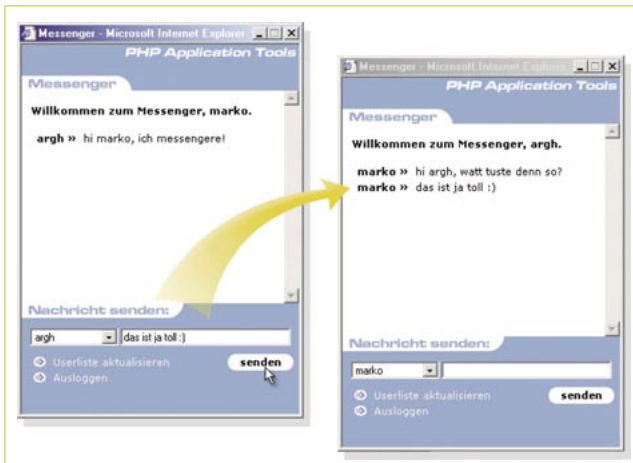 Messenger - Microsoft Internet Explorer
PHP Application Tools
Messenger
Willkommen zum Messenger, marko.
argh » hi marko, ich messengere!
Nachricht senden:
argh
das ist ja toll :)
Userliste aktualisieren
senden
Ausloggen
Messenger - Microsoft Internet Explorer
PHP Application Tools
Messenger
Willkommen zum Messenger, argh.
marko » hi argh, watt tuste denn so?
marko » das ist ja toll :)
Nachricht senden:
marko
Userliste aktualisieren
senden
Ausloggen